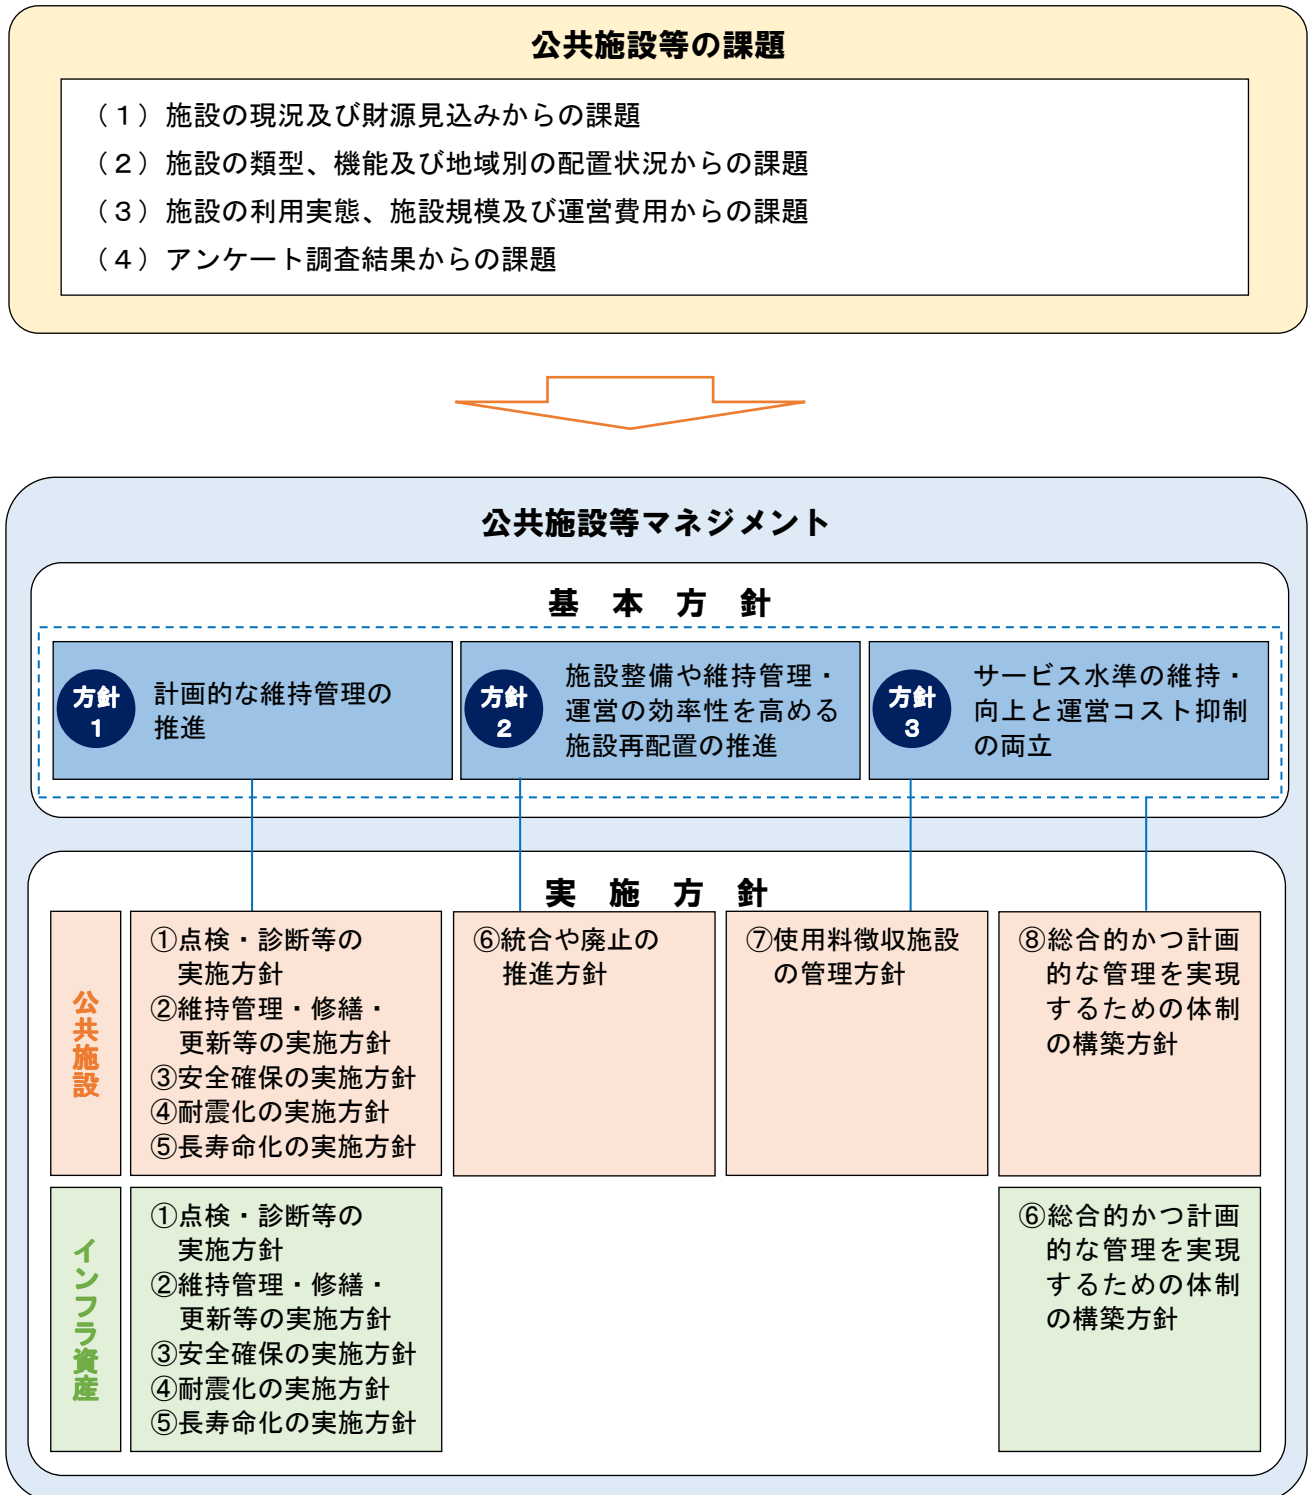 公共施設等の課題
（１）施設の現況及び財源見込みからの課題
（２）施設の類型、機能及び地域別の配置状況からの課題
（３）施設の利用実態、施設規模及び運営費用からの課題
（４）アンケート調査結果からの課題
公共施設等マネジメント
基　本　方　針
方針
1
計画的な維持管理の
推進
方針
2
施設整備や維持管理・
運営の効率性を高める
施設再配置の推進
方針
3
サービス水準の維持・
向上と運営コスト抑制
の両立
実　施　方　針
公共施設
①点検・診断等の
実施方針
②維持管理・修繕・
更新等の実施方針
③安全確保の実施方針
④耐震化の実施方針
⑤長寿命化の実施方針
⑥統合や廃止の
推進方針
⑦使用料徴収施設
の管理方針
⑧総合的かつ計画
的な管理を実現
するための体制
の構築方針
インフラ資産
①点検・診断等の
実施方針
②維持管理・修繕・
更新等の実施方針
③安全確保の実施方針
④耐震化の実施方針
⑤長寿命化の実施方針
⑥総合的かつ計画
的な管理を実現
するための体制
の構築方針